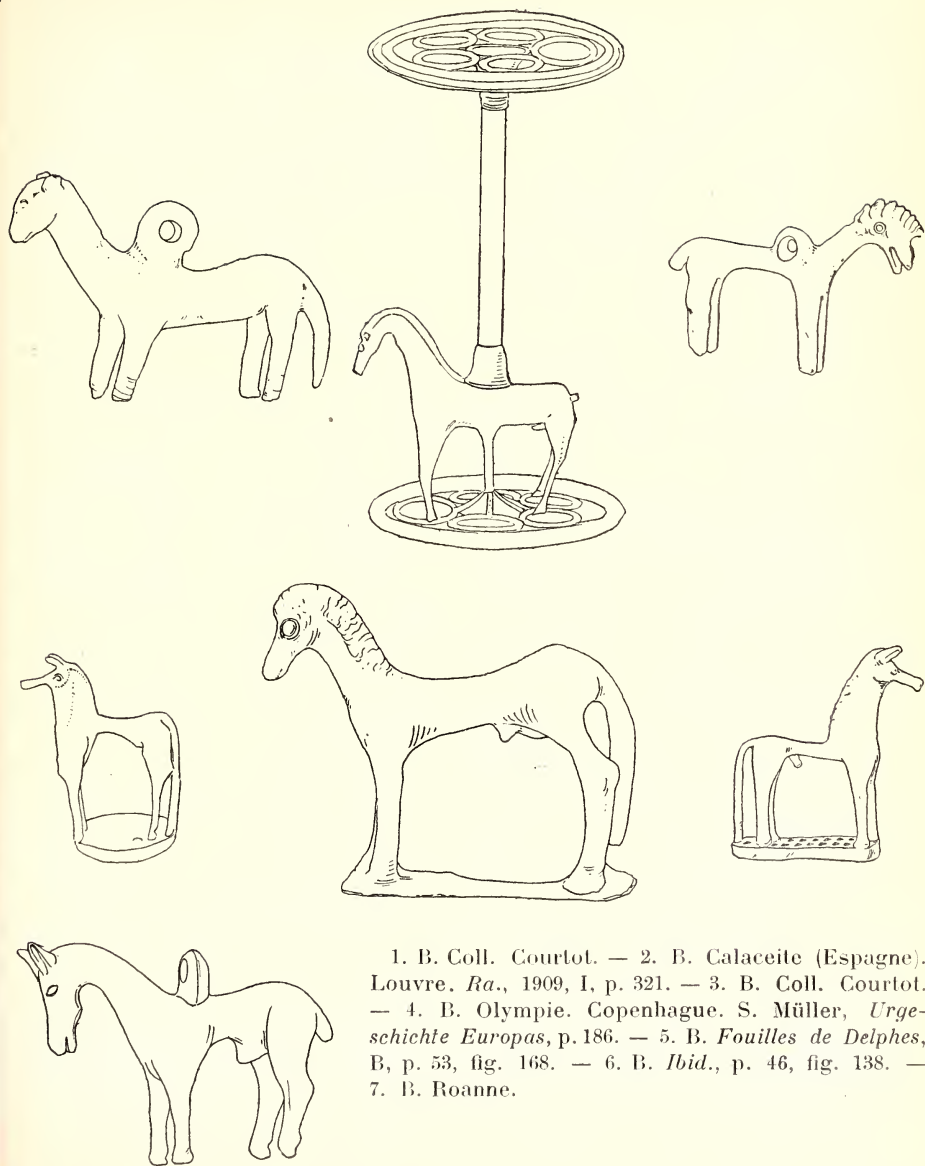 1. B. Coll. Courtot. — 2. B. Calaceite (Espagne).
Louvre. Ra., 1909, I, p. 321. — 3. B. Coll. Courtot.
— 4. B. Olympie. Copenhague. S. Müller, Urge-
schichte Europas, p. 186. — 5. B. Fouilles de Delphes,
B, p. 53, fig. 168. — 6. B. Ibid., p. 46, fig. 138. —
7. B. Roanne.